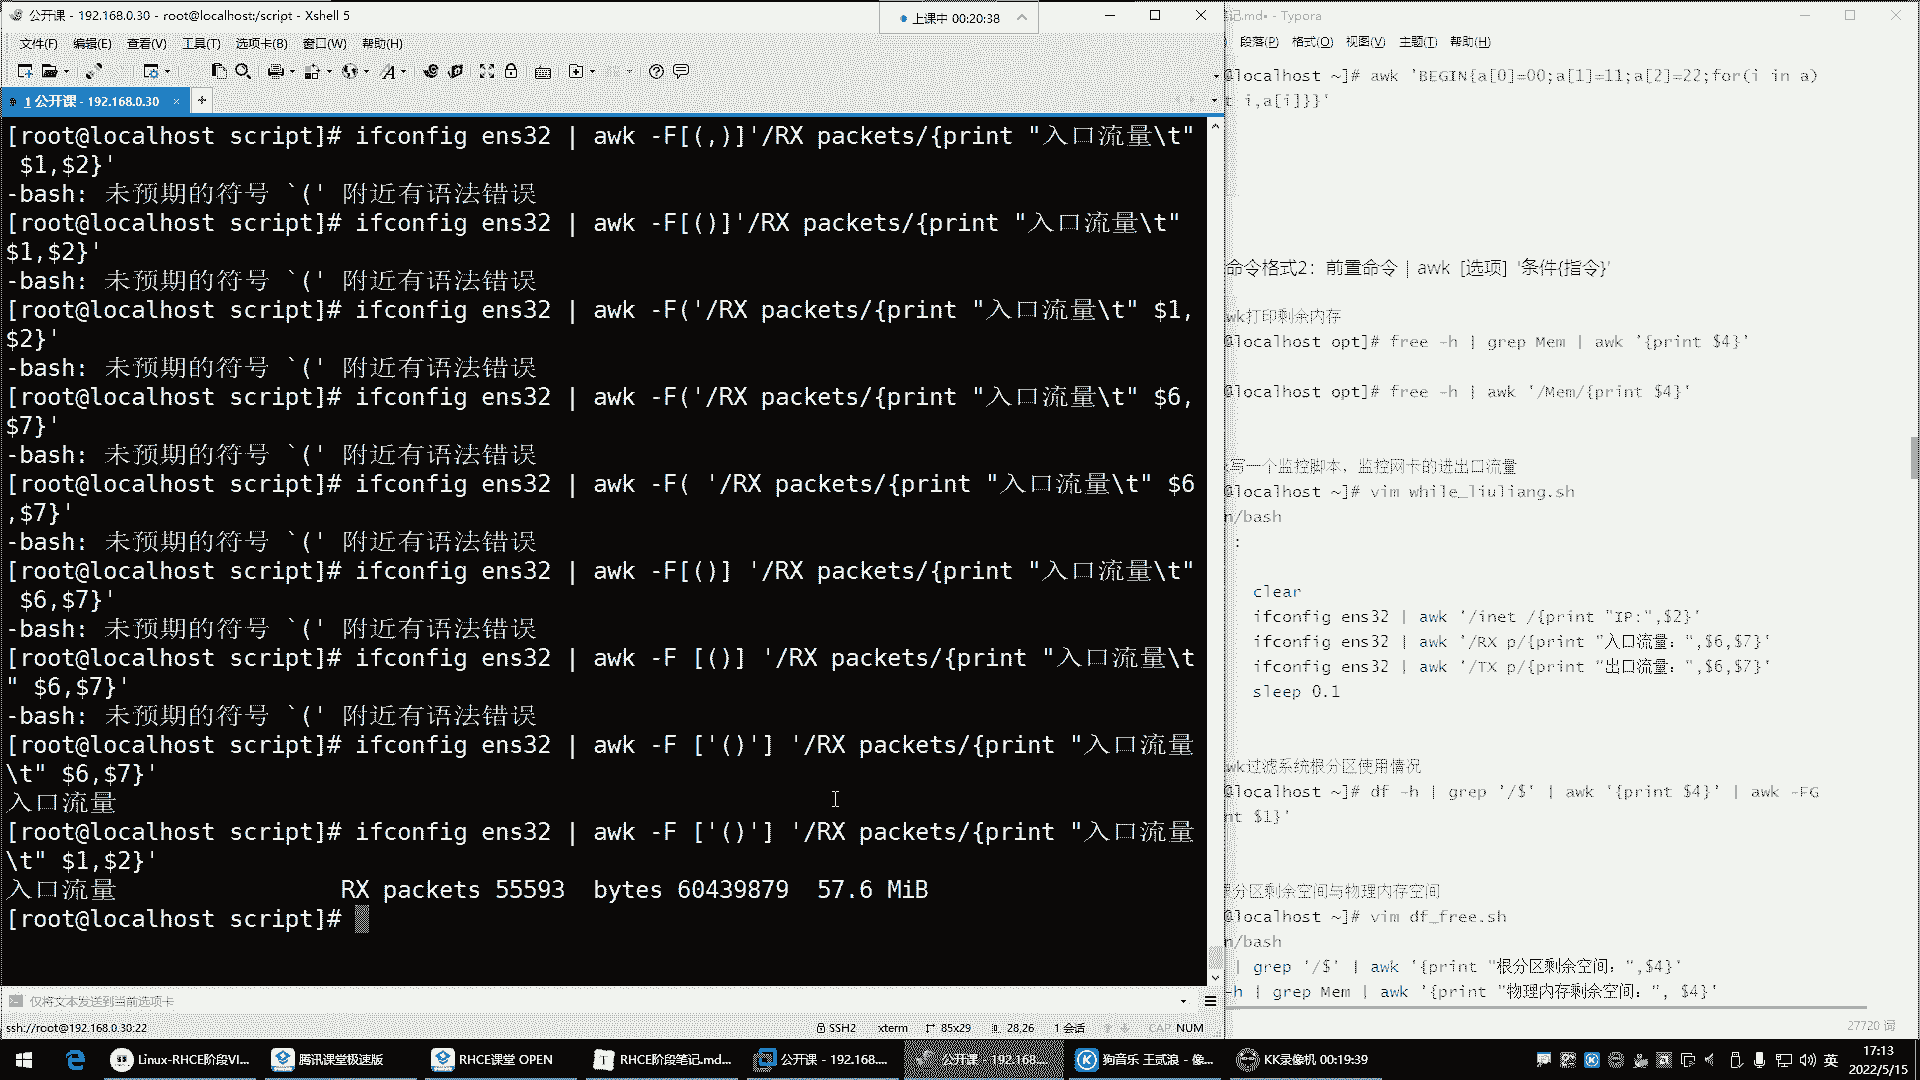 公开课 - 192.168.0.30 - root@localhost:/script - Xshell 5
上课中 00:20:38
记.md• - Typora
文件(F) 编辑(E) 查看(V) 工具(T) 选项卡(B) 窗口(W) 帮助(H)
段落(P) 格式(O) 视图(V) 主题(T) 帮助(H)
1 公开课 - 192.168.0.30 × +
[root@localhost script]# ifconfig ens32 | awk -F[(,)]'/RX packets/{print "入口流量\t"
 $1,$2}'
-bash: 未预期的符号 `(' 附近有语法错误
[root@localhost script]# ifconfig ens32 | awk -F[()]'/RX packets/{print "入口流量\t"
$1,$2}'
-bash: 未预期的符号 `(' 附近有语法错误
[root@localhost script]# ifconfig ens32 | awk -F('/RX packets/{print "入口流量\t" $1,
$2}'
-bash: 未预期的符号 `(' 附近有语法错误
[root@localhost script]# ifconfig ens32 | awk -F('/RX packets/{print "入口流量\t" $6,
$7}'
-bash: 未预期的符号 `(' 附近有语法错误
[root@localhost script]# ifconfig ens32 | awk -F( '/RX packets/{print "入口流量\t" $6
,$7}'
-bash: 未预期的符号 `(' 附近有语法错误
[root@localhost script]# ifconfig ens32 | awk -F[()] '/RX packets/{print "入口流量\t"
 $6,$7}'
-bash: 未预期的符号 `(' 附近有语法错误
[root@localhost script]# ifconfig ens32 | awk -F [()] '/RX packets/{print "入口流量\t
" $6,$7}'
-bash: 未预期的符号 `(' 附近有语法错误
[root@localhost script]# ifconfig ens32 | awk -F ['()'] '/RX packets/{print "入口流量
\t" $6,$7}'
入口流量
[root@localhost script]# ifconfig ens32 | awk -F ['()'] '/RX packets/{print "入口流量
\t" $1,$2}'
入口流量 RX packets 55593 bytes 60439879 57.6 MiB
[root@localhost script]#
仅将文本发送到当前选项卡
ssh://root@192.168.0.30:22 SSH2 xterm 85x29 28,26 1 会话 CAP NUM
@localhost ~]# awk 'BEGIN{a[0]=00;a[1]=11;a[2]=22;for(i in a)
t i,a[i]}}'
命令格式2: 前置命令 | awk [选项] '条件{指令}'
wk打印剩余内存
@localhost opt]# free -h | grep Mem | awk '{print $4}'
@localhost opt]# free -h | awk '/Mem/{print $4}'
写一个监控脚本、监控网卡的进出口流量
@localhost ~]# vim while_liuliang.sh
n/bash
:
clear
ifconfig ens32 | awk '/inet /{print "IP:",$2}'
ifconfig ens32 | awk '/RX p/{print "入口流量: ",$6,$7}'
ifconfig ens32 | awk '/TX p/{print "出口流量: ",$6,$7}'
sleep 0.1
wk过滤系统根分区使用情况
@localhost ~]# df -h | grep '/$' | awk '{print $4}' | awk -FG
nt $1}'
分区剩余空间与物理内存空间
@localhost ~]# vim df_free.sh
n/bash
| grep '/$' | awk '{print "根分区剩余空间: ",$4}'
-h | grep Mem | awk '{print "物理内存剩余空间: ", $4}'
27720 词
Linux-RHCE阶段VI... 腾讯课堂极速版 RHCE课堂 OPEN RHCE阶段笔记.md... 公开课 - 192.168.... 公开课 - 192.168.... 狗音乐 王贰浪 - 像... KK录像机 00:19:39 英
17:13
2022/5/15